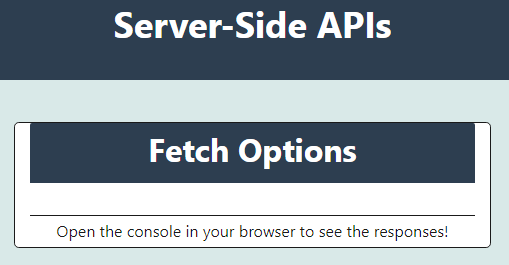 Server-Side APIs
Fetch Options
Open the console in your browser to see the responses!